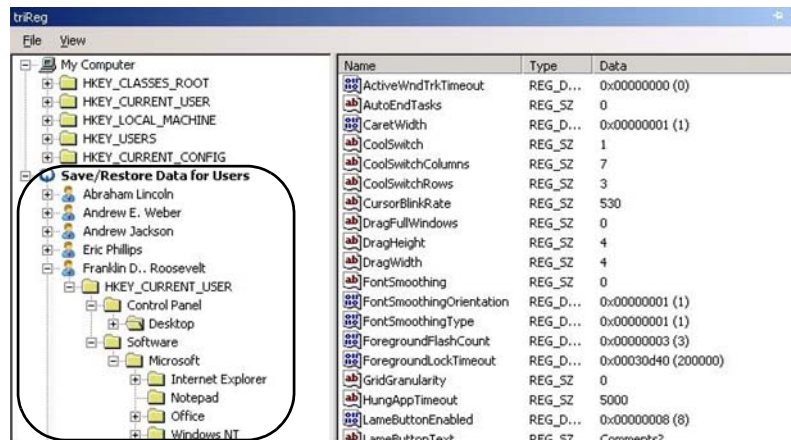 triReg
File View
My Computer
HKEY_CLASSES_ROOT
HKEY_CURRENT_USER
HKEY_LOCAL_MACHINE
HKEY_USERS
HKEY_CURRENT_CONFIG
Save/Restore Data for Users
Abraham Lincoln
Andrew E. Weber
Andrew Jackson
Eric Phillips
Franklin D.. Roosevelt
HKEY_CURRENT_USER
Control Panel
Desktop
Software
Microsoft
Internet Explorer
Notepad
Office
Windows NT
Name Type Data
ActiveWndTrkTimeout REG_D... 0x00000000 (0)
AutoEndTasks REG_SZ 0
CaretWidth REG_D... 0x00000001 (1)
CoolSwitch REG_SZ 1
CoolSwitchColumns REG_SZ 7
CoolSwitchRows REG_SZ 3
CursorBlinkRate REG_SZ 530
DragFullWindows REG_SZ 0
DragHeight REG_SZ 4
DragWidth REG_SZ 4
FontSmoothing REG_SZ 0
FontSmoothingOrientation REG_D... 0x00000001 (1)
FontSmoothingType REG_D... 0x00000001 (1)
ForegroundFlashCount REG_D... 0x00000003 (3)
ForegroundLockTimeout REG_D... 0x00030d40 (200000)
GridGranularity REG_SZ 0
HungAppTimeout REG_SZ 5000
LameButtonEnabled REG_D... 0x00000008 (8)
LameButtonText REG_SZ Comments?